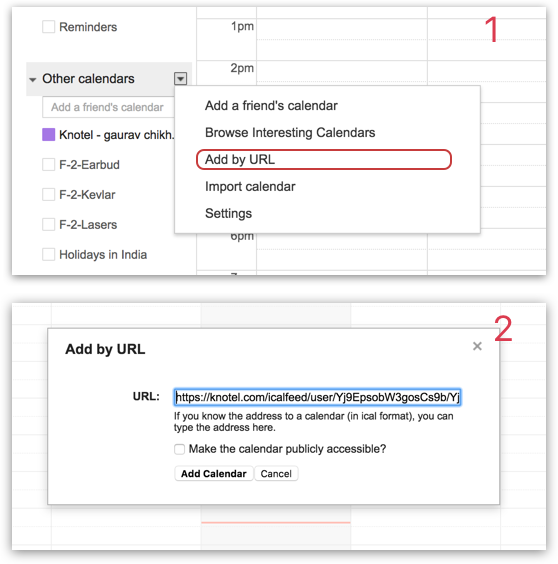 Reminders
1pm
1
2pm
Other calendars
Add a friend's calendar
Knotel - gaurav chikh.
F-2-Earbud
F-2-Kevlar
F-2-Lasers
Holidays in India
Add a friend's calendar
Browse Interesting Calendars
Add by URL
Import calendar
Settings
6pm
2
Add by URL
×
URL: https://knotel.com/icalfeed/user/Yj9EpsobW3gosCs9b/Yj
If you know the address to a calendar (in ical format), you can
type the address here.
Make the calendar publicly accessible?
Add Calendar Cancel